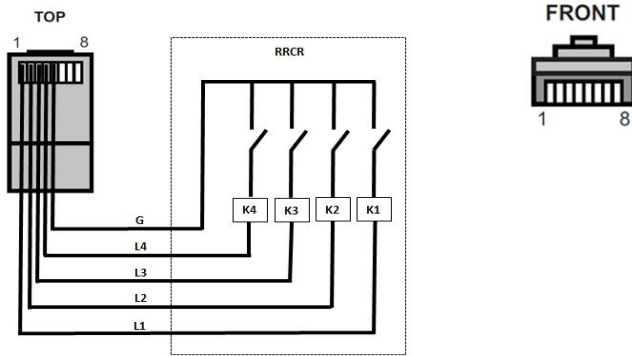 TOP
1 8
RRCR
K4 K3 K2 K1
G
L4
L3
L2
L1
FRONT
1 8